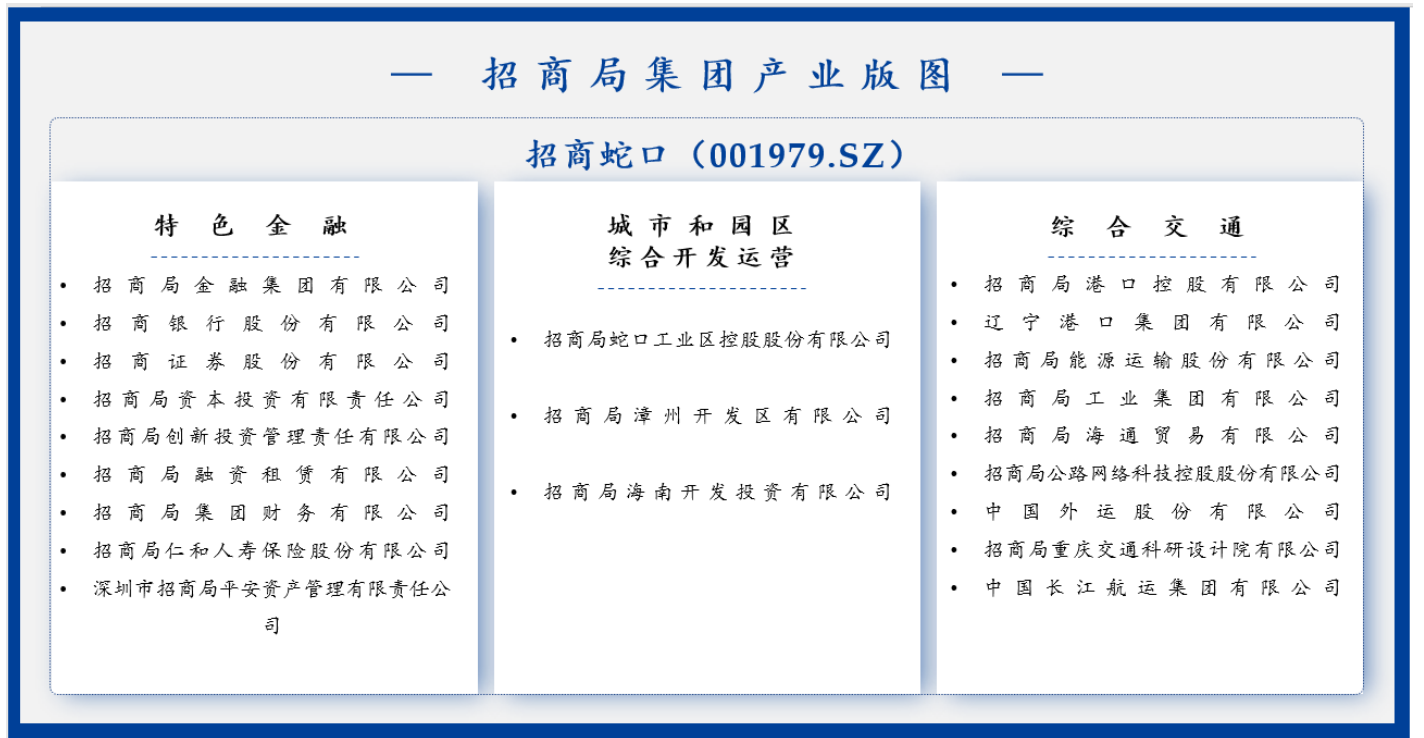 — 招商局集团产业版图 —
招商蛇口（001979.SZ）
特色金融
• 招商局金融集团有限公司
• 招商银行股份有限公司
• 招商证券股份有限公司
• 招商局资本投资有限责任公司
• 招商局创新投资管理责任有限公司
• 招商局融资租赁有限公司
• 招商局集团财务有限公司
• 招商局仁和人寿保险股份有限公司
• 深圳市招商局平安资产管理有限责任公
司
城市和园区
综合开发运营
• 招商局蛇口工业区控股股份有限公司
• 招商局漳州开发区有限公司
• 招商局海南开发投资有限公司
综合交通
• 招商局港口控股有限公司
• 辽宁港口集团有限公司
• 招商局能源运输股份有限公司
• 招商局工业集团有限公司
• 招商局海通贸易有限公司
• 招商局公路网络科技控股股份有限公司
• 中国外运股份有限公司
• 招商局重庆交通科研设计院有限公司
• 中国长江航运集团有限公司